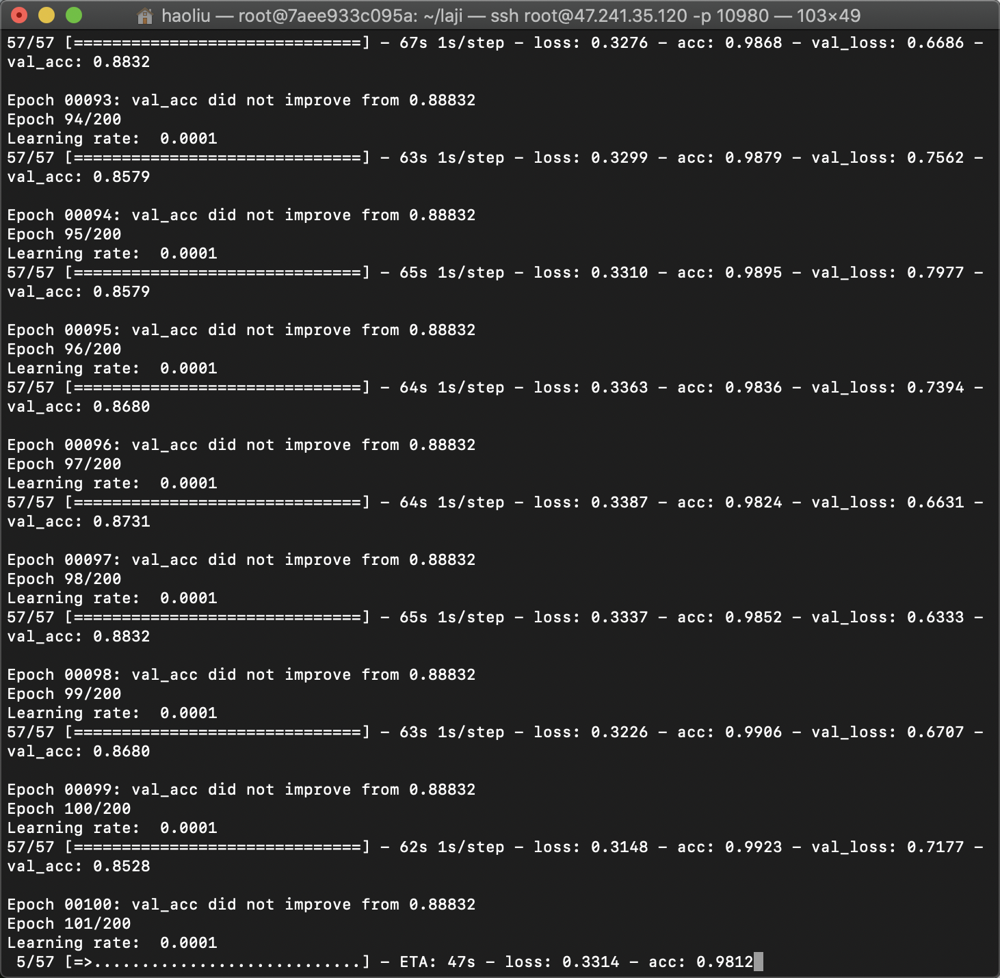 haoliu — root@7aee933c095a: ~/laji — ssh root@47.241.35.120 -p 10980 — 103×49
57/57 [==============================] - 67s 1s/step - loss: 0.3276 - acc: 0.9868 - val_loss: 0.6686 -
val_acc: 0.8832
Epoch 00093: val_acc did not improve from 0.88832
Epoch 94/200
Learning rate:  0.0001
57/57 [==============================] - 63s 1s/step - loss: 0.3299 - acc: 0.9879 - val_loss: 0.7562 -
val_acc: 0.8579
Epoch 00094: val_acc did not improve from 0.88832
Epoch 95/200
Learning rate:  0.0001
57/57 [==============================] - 65s 1s/step - loss: 0.3310 - acc: 0.9895 - val_loss: 0.7977 -
val_acc: 0.8579
Epoch 00095: val_acc did not improve from 0.88832
Epoch 96/200
Learning rate:  0.0001
57/57 [==============================] - 64s 1s/step - loss: 0.3363 - acc: 0.9836 - val_loss: 0.7394 -
val_acc: 0.8680
Epoch 00096: val_acc did not improve from 0.88832
Epoch 97/200
Learning rate:  0.0001
57/57 [==============================] - 64s 1s/step - loss: 0.3387 - acc: 0.9824 - val_loss: 0.6631 -
val_acc: 0.8731
Epoch 00097: val_acc did not improve from 0.88832
Epoch 98/200
Learning rate:  0.0001
57/57 [==============================] - 65s 1s/step - loss: 0.3337 - acc: 0.9852 - val_loss: 0.6333 -
val_acc: 0.8832
Epoch 00098: val_acc did not improve from 0.88832
Epoch 99/200
Learning rate:  0.0001
57/57 [==============================] - 63s 1s/step - loss: 0.3226 - acc: 0.9906 - val_loss: 0.6707 -
val_acc: 0.8680
Epoch 00099: val_acc did not improve from 0.88832
Epoch 100/200
Learning rate:  0.0001
57/57 [==============================] - 62s 1s/step - loss: 0.3148 - acc: 0.9923 - val_loss: 0.7177 -
val_acc: 0.8528
Epoch 00100: val_acc did not improve from 0.88832
Epoch 101/200
Learning rate:  0.0001
 5/57 [=>............................] - ETA: 47s - loss: 0.3314 - acc: 0.9812